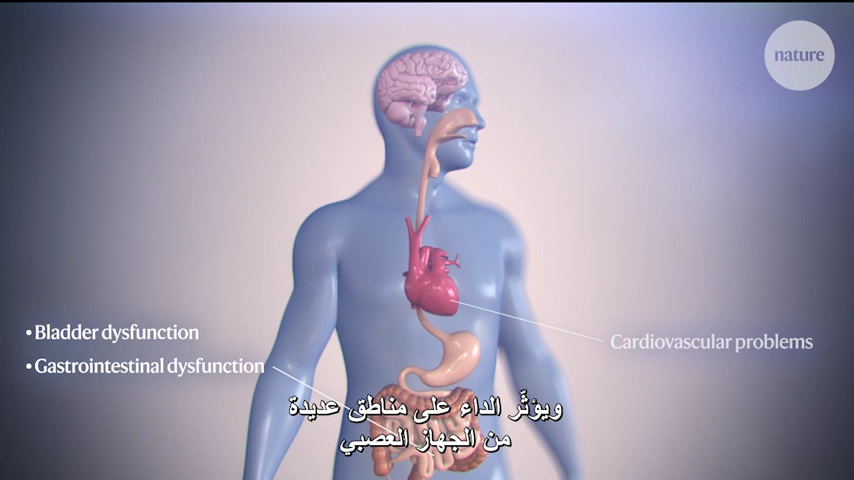 nature
• Bladder dysfunction
• Gastrointestinal dysfunction
Cardiovascular problems
ويؤثّر الداء على مناطق عديدة
من الجهاز العصبي